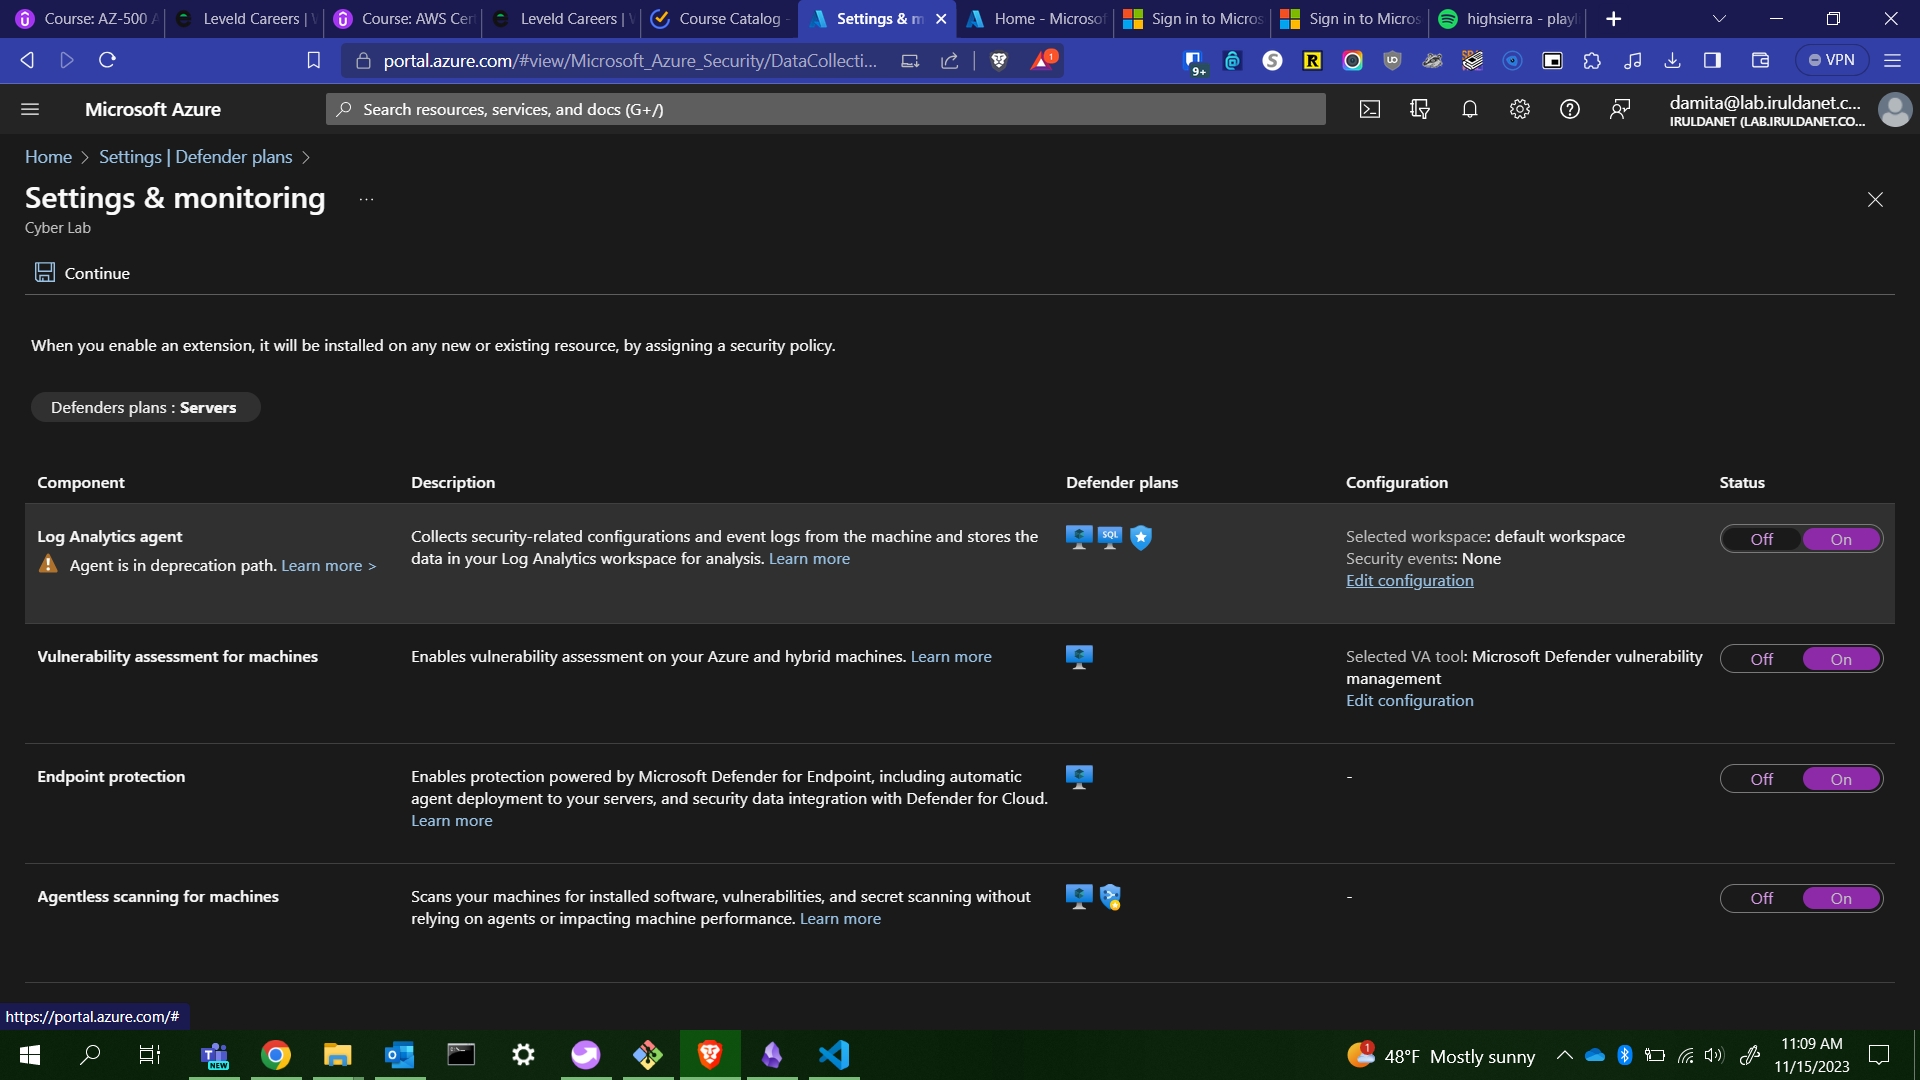 Course: AZ-500 A
Leveld Careers | V
Course: AWS Cert
Leveld Careers | V
Course Catalog -
Settings & m
Home - Microsof
Sign in to Micros
Sign in to Micros
highsierra - playl
portal.azure.com/#view/Microsoft_Azure_Security/DataCollecti...
1
9+
VPN
Microsoft Azure
Search resources, services, and docs (G+/)
damita@lab.iruldanet.c...
IRULDANET (LAB.IRULDANET.CO...
Home > Settings | Defender plans >
Settings & monitoring ...
Cyber Lab
Continue
When you enable an extension, it will be installed on any new or existing resource, by assigning a security policy.
Defenders plans : Servers
Component Description Defender plans Configuration Status
Log Analytics agent
Agent is in deprecation path. Learn more >
Collects security-related configurations and event logs from the machine and stores the
data in your Log Analytics workspace for analysis. Learn more
SQL
Selected workspace: default workspace
Security events: None
Edit configuration
Off On
Vulnerability assessment for machines
Enables vulnerability assessment on your Azure and hybrid machines. Learn more
Selected VA tool: Microsoft Defender vulnerability
management
Edit configuration
Off On
Endpoint protection
Enables protection powered by Microsoft Defender for Endpoint, including automatic
agent deployment to your servers, and security data integration with Defender for Cloud.
Learn more
-
Off On
Agentless scanning for machines
Scans your machines for installed software, vulnerabilities, and secret scanning without
relying on agents or impacting machine performance. Learn more
-
Off On
https://portal.azure.com/#
NEW
1
48°F Mostly sunny
11:09 AM
11/15/2023